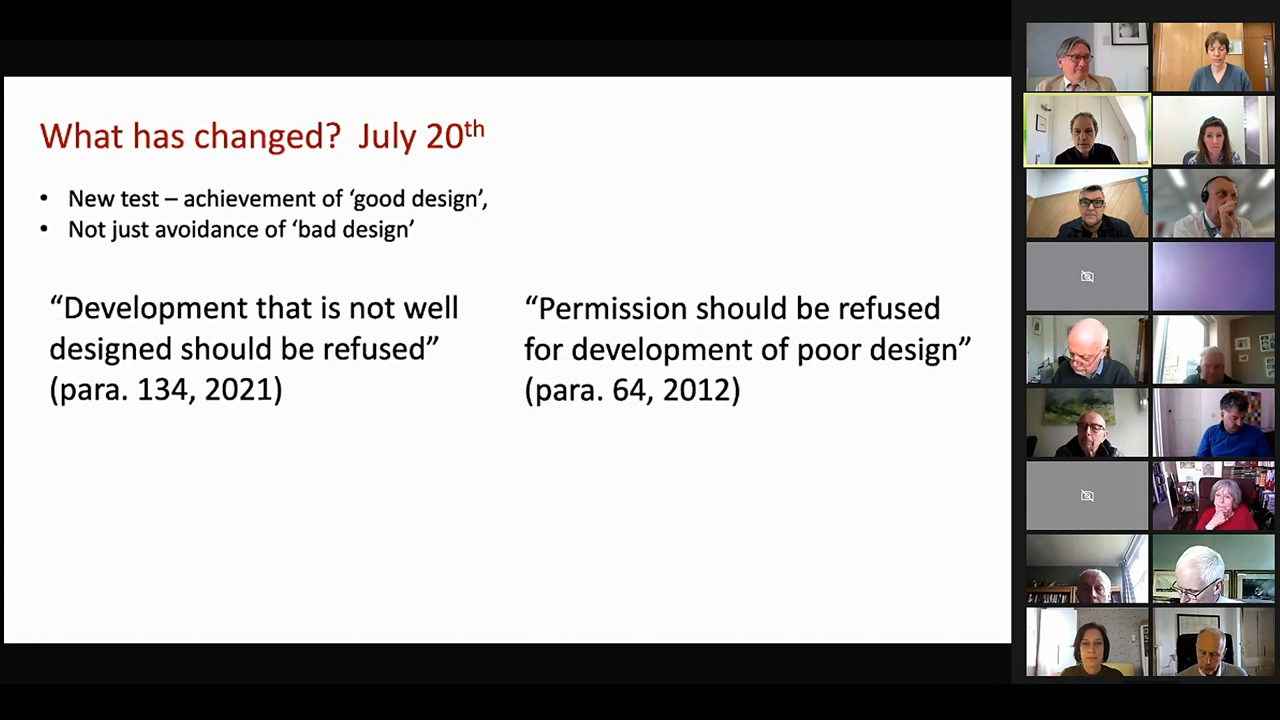 What has changed? July 20th
• New test – achievement of ‘good design’,
• Not just avoidance of ‘bad design’
“Development that is not well
designed should be refused”
(para. 134, 2021)
“Permission should be refused
for development of poor design”
(para. 64, 2012)